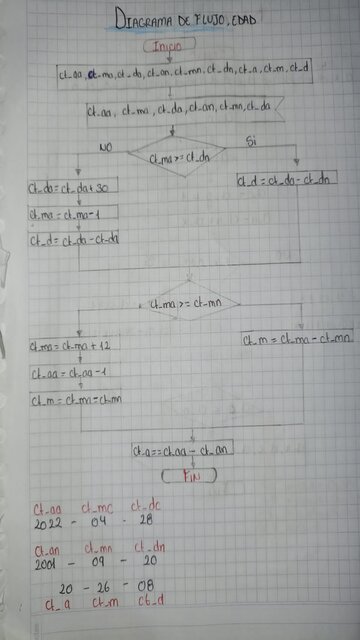 DIAGRAMA DE FLUJO, EDAD
Inicio
ct_aa, ct_ma, ct_da, ct_an, ct_mn, ct_dn, ct_a, ct_m, ct_d
ct_aa, ct_ma, ct_da, ct_an, ct_mn, ct_da
NO
Si
ct_ma>=ct_dn
ct_da=ct_da+30
ct_ma=ct_ma-1
ct_d=ct_da-ct_da
ct_d=ct_da-ct_dn
ct_ma>=ct_mn
ct_ma=ct_ma+12
ct_aa=ct_aa-1
ct_m=ct_m=ct_mn
ct_m=ct_ma-ct_mn
ct_a==ct_aa-ct_an
FIN
ct_aa ct_mc ct_dc
2022 - 04 - 28
ct_an ct_mn ct_dn
2001 - 09 - 20
20 - 26 - 08
ct_a ct_m ct_d